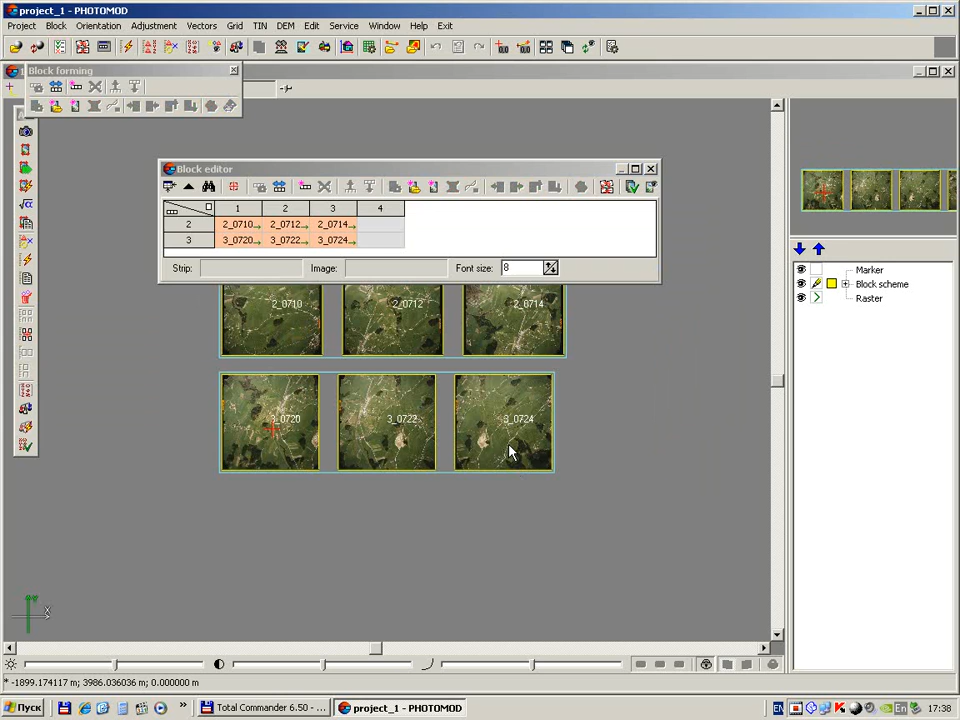 project_1 - PHOTOMOD
Project Block Orientation Adjustment Vectors Grid TIN DEM Edit Service Window Help Exit
Block forming
Block editor
1 2 3 4
2 2_0710 2_0712 2_0714
3 3_0720 3_0722 3_0724
Strip: Image: Font size: 8
2_0710 2_0712 2_0714
3_0720 3_0722 3_0724
Marker
Block scheme
Raster
X
* -1899.174117 m; 3986.036036 m; 0.000000 m
Пуск Total Commander 6.50 - ... project_1 - PHOTOMOD EN En 17:38